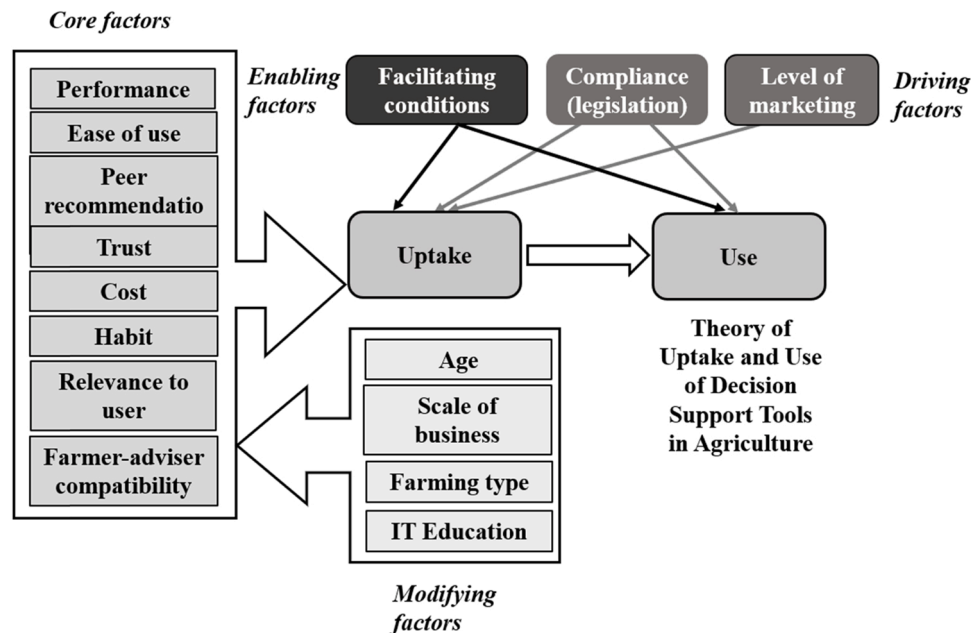 Core factors
Performance
Ease of use
Peer
recommendatio
Trust
Cost
Habit
Relevance to
user
Farmer-adviser
compatibility
Enabling
factors
Facilitating
conditions
Compliance
(legislation)
Level of
marketing
Driving
factors
Uptake
Use
Theory of
Uptake and Use
of Decision
Support Tools
in Agriculture
Age
Scale of
business
Farming type
IT Education
Modifying
factors